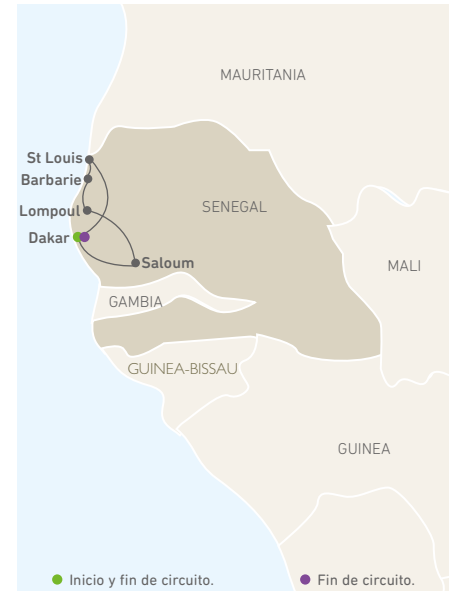 MAURITANIA
St Louis
Barbarie
SENEGAL
Lompoul
Dakar
Saloum
MALI
GAMBIA
GUINEA-BISSAU
GUINEA
Inicio y fin de circuito.
Fin de circuito.